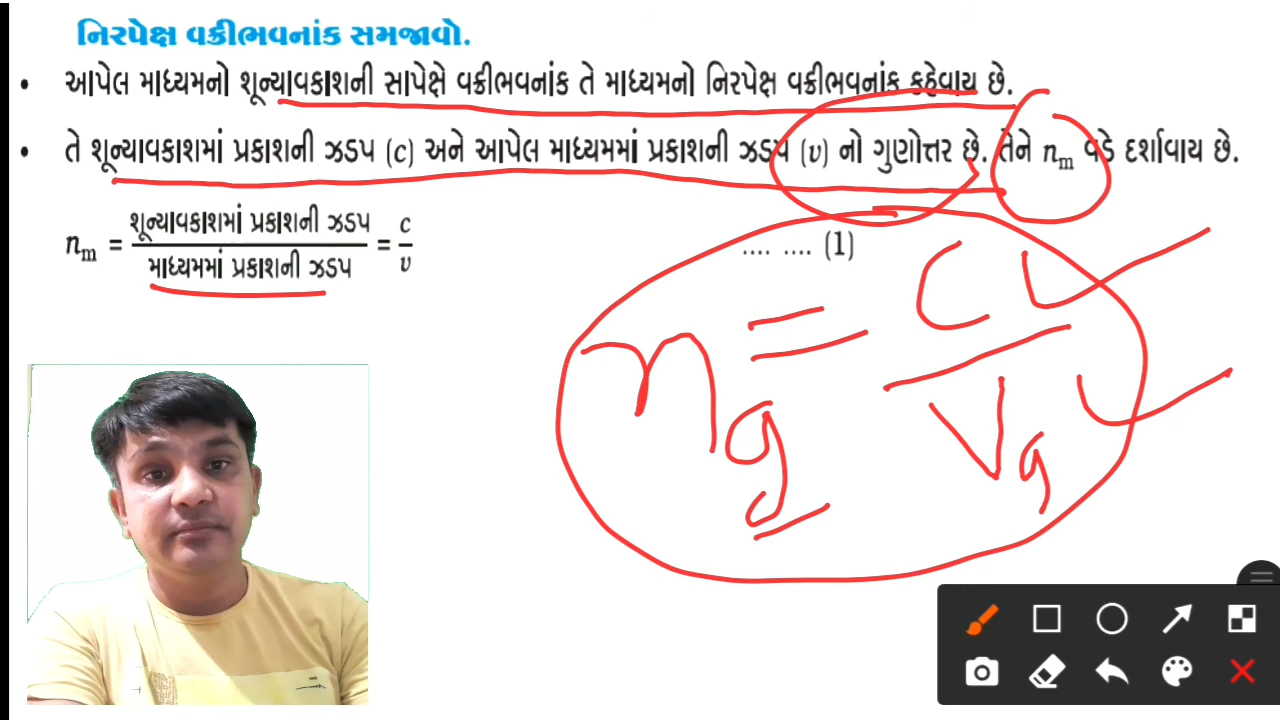 નિરપેક્ષ વક્રીભવનાંક સમજાવો.
• આપેલ માધ્યમનો શૂન્યાવકાશની સાપેક્ષે વક્રીભવનાંક તે માધ્યમનો નિરપેક્ષ વક્રીભવનાંક કહેવાય છે.
• તે શૂન્યાવકાશમાં પ્રકાશની ઝડપ (c) અને આપેલ માધ્યમમાં પ્રકાશની ઝડપ (v) નો ગુણોત્તર છે. તેને nm વડે દર્શાવાય છે.
nm = શૂન્યાવકાશમાં પ્રકાશની ઝડપ / માધ્યમમાં પ્રકાશની ઝડપ = c / v .... .... (1)
ng = C / Vg